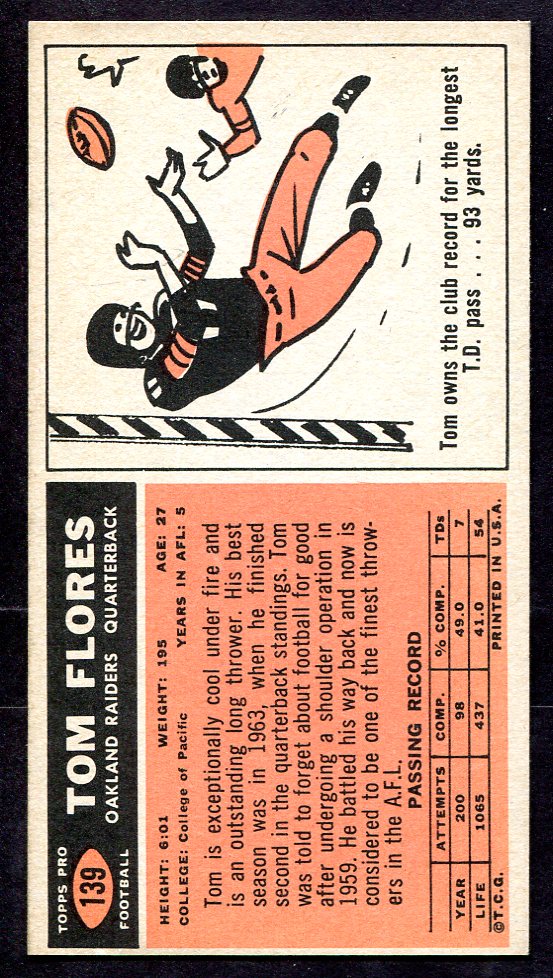 TOPPS PRO
139
FOOTBALL
TOM FLORES
OAKLAND RAIDERS QUARTERBACK
HEIGHT: 6:01 WEIGHT: 195 AGE: 27
COLLEGE: College of Pacific YEARS IN AFL: 5
Tom is exceptionally cool under fire and
is an outstanding long thrower. His best
season was in 1963, when he finished
second in the quarterback standings. Tom
was told to forget about football for good
after undergoing a shoulder operation in
1959. He battled his way back and now is
considered to be one of the finest throw-
ers in the A.F.L.
PASSING RECORD
ATTEMPTS COMP. % COMP. TDs
YEAR 200 98 49.0 7
LIFE 1065 437 41.0 54
©T.C.G. PRINTED IN U.S.A.
Tom owns the club record for the longest
T.D. pass . . . 93 yards.